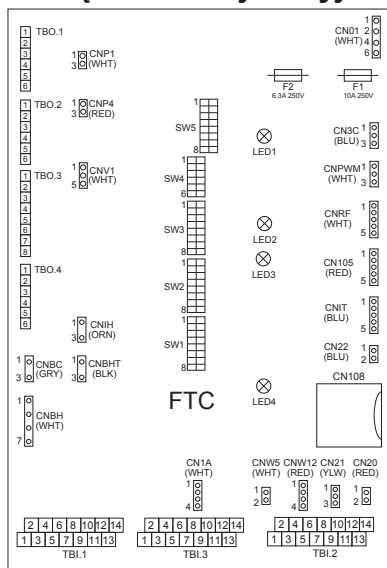 TBO.1
1
2
3
4
5
6
CNP1
(WHT)
1
3
CN01
(WHT)
1
2
4
6
F2
6.3A 250V
F1
10A 250V
TBO.2
1
2
3
4
5
6
CNP4
(RED)
1
3
SW5
1
8
LED1
CN3C
(BLU)
1
3
TBO.3
1
2
3
4
5
6
7
8
CNV1
(WHT)
1
5
SW4
1
6
CNPWM
(WHT)
1
3
SW3
1
8
LED2
CNRF
(WHT)
1
5
TBO.4
1
2
3
4
5
6
SW2
1
8
LED3
CN105
(RED)
1
5
CNIH
(ORN)
1
3
SW1
1
8
CNIT
(BLU)
1
5
CNBC
(GRY)
1
3
CNBHT
(BLK)
1
3
CN22
(BLU)
1
2
CNBH
(WHT)
1
7
FTC
LED4
CN108
CN1A
(WHT)
1
4
CNW5
(WHT)
1
2
CNW12
(RED)
1
4
CN21
(YLW)
1
3
CN20
(RED)
1
2
2 4 6 8 10 12 14
1 3 5 7 9 11 13
TBI.1
2 4 6 8 10 12 14
1 3 5 7 9 11 13
TBI.3
2 4 6 8 10 12 14
1 3 5 7 9 11 13
TBI.2